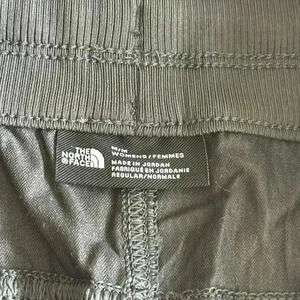 THE
NORTH
FACE
M/M
WOMENS/FEMMES
MADE IN JORDAN
FABRIQUÉ EN JORDANIE
REGULAR/NORMALE